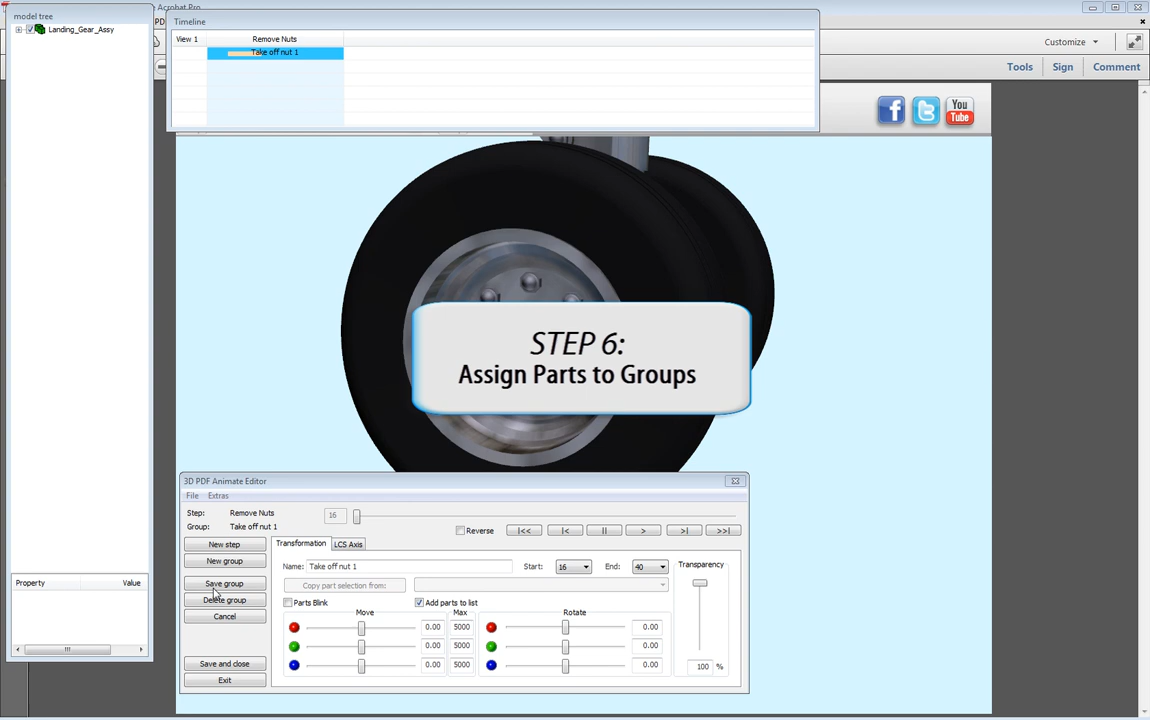 e Acrobat Pro
model tree
Landing_Gear_Assy
PD
Timeline
View 1
Remove Nuts
Take off nut 1
Customize
Tools
Sign
Comment
You
Tube
STEP 6:
Assign Parts to Groups
3D PDF Animate Editor
File
Extras
Step:
Remove Nuts
16
Group:
Take off nut 1
Reverse
|<<
|<
||
>
>|
>>|
New step
New group
Save group
Delete group
Cancel
Save and close
Exit
Transformation
LCS Axis
Name:
Take off nut 1
Start:
16
End:
40
Transparency
Copy part selection from:
Parts Blink
Add parts to list
Move
Max
Rotate
0.00
5000
0.00
0.00
5000
0.00
0.00
5000
0.00
100
%
Property
Value